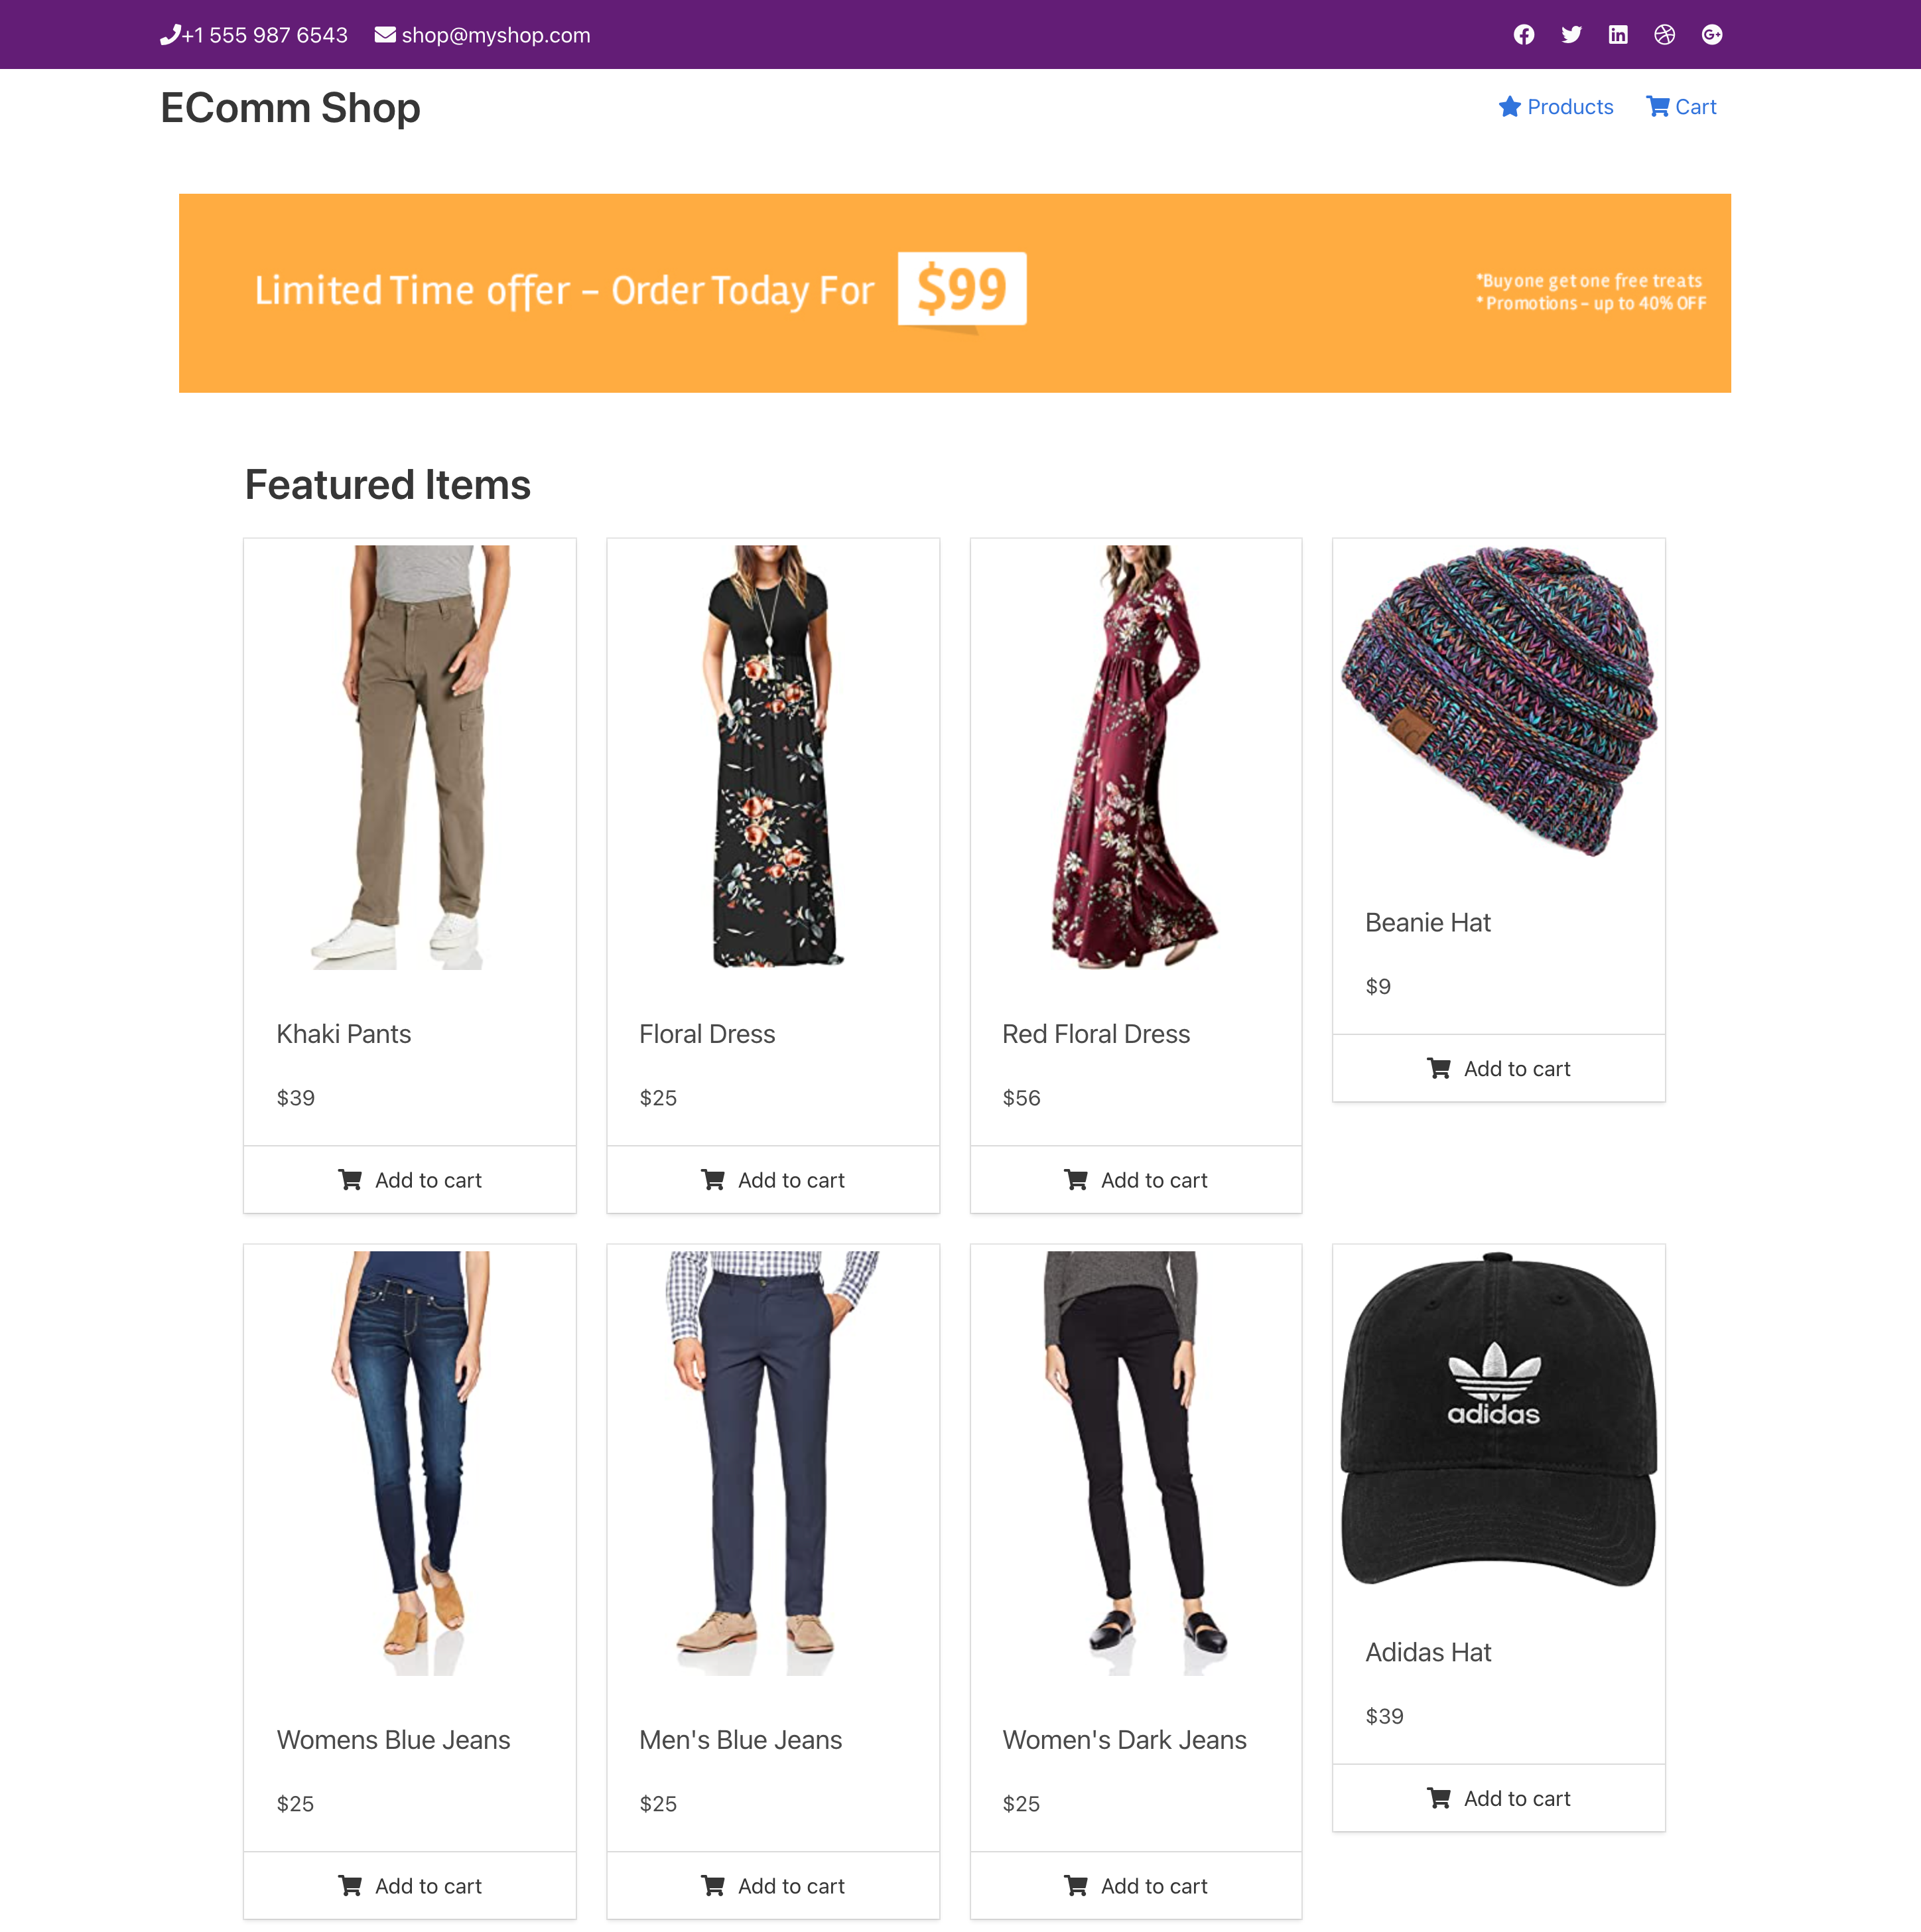 +1 555 987 6543 shop@myshop.com
EComm Shop
Products Cart
Limited Time offer – Order Today For $99
*Buy one get one free treats
* Promotions – up to 40% OFF
Featured Items
C.C
Khaki Pants
$39
Add to cart
Floral Dress
$25
Add to cart
Red Floral Dress
$56
Add to cart
Beanie Hat
$9
Add to cart
adidas
Womens Blue Jeans
$25
Add to cart
Men's Blue Jeans
$25
Add to cart
Women's Dark Jeans
$25
Add to cart
Adidas Hat
$39
Add to cart